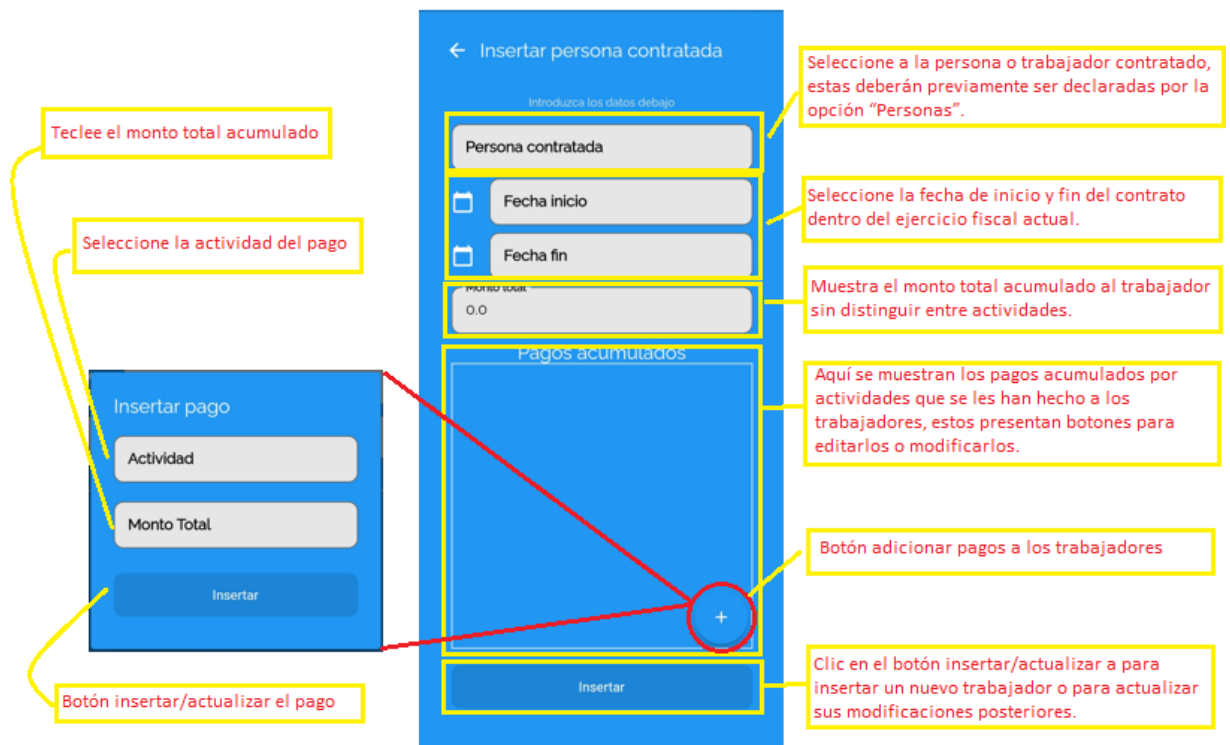 Insertar persona contratada
Introduzca los datos debajo
Persona contratada
Fecha inicio
Fecha fin
Monto total
0.0
Pagos acumulados
+
Insertar
Teclee el monto total acumulado
Seleccione la actividad del pago
Insertar pago
Actividad
Monto Total
Insertar
Botón insertar/actualizar el pago
Seleccione a la persona o trabajador contratado,
estas deberán previamente ser declaradas por la
opción “Personas”.
Seleccione la fecha de inicio y fin del contrato
dentro del ejercicio fiscal actual.
Muestra el monto total acumulado al trabajador
sin distinguir entre actividades.
Aquí se muestran los pagos acumulados por
actividades que se les han hecho a los
trabajadores, estos presentan botones para
editarlos o modificarlos.
Botón adicionar pagos a los trabajadores
Clic en el botón insertar/actualizar a para
insertar un nuevo trabajador o para actualizar
sus modificaciones posteriores.